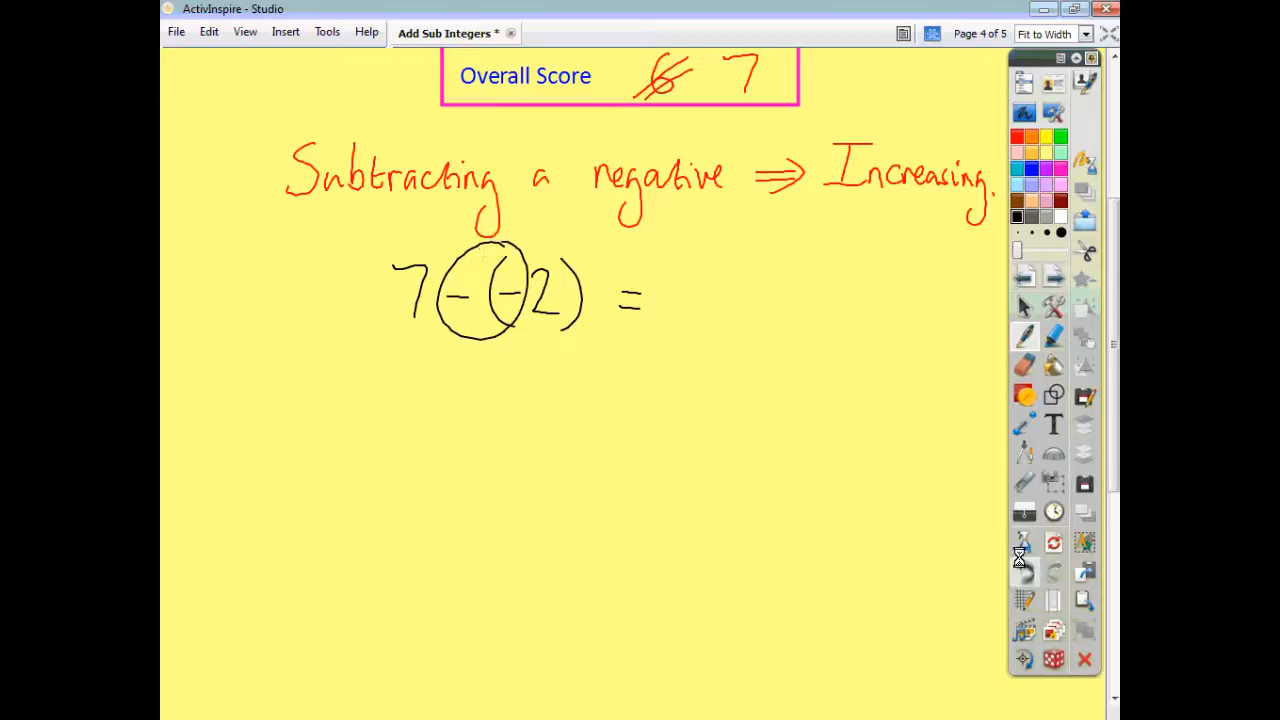 ActivInspire - Studio
File Edit View Insert Tools Help
Add Sub Integers *
Page 4 of 5
Fit to Width
Overall Score 6 7
Subtracting a negative ⇒ Increasing.
7 - (-2) =